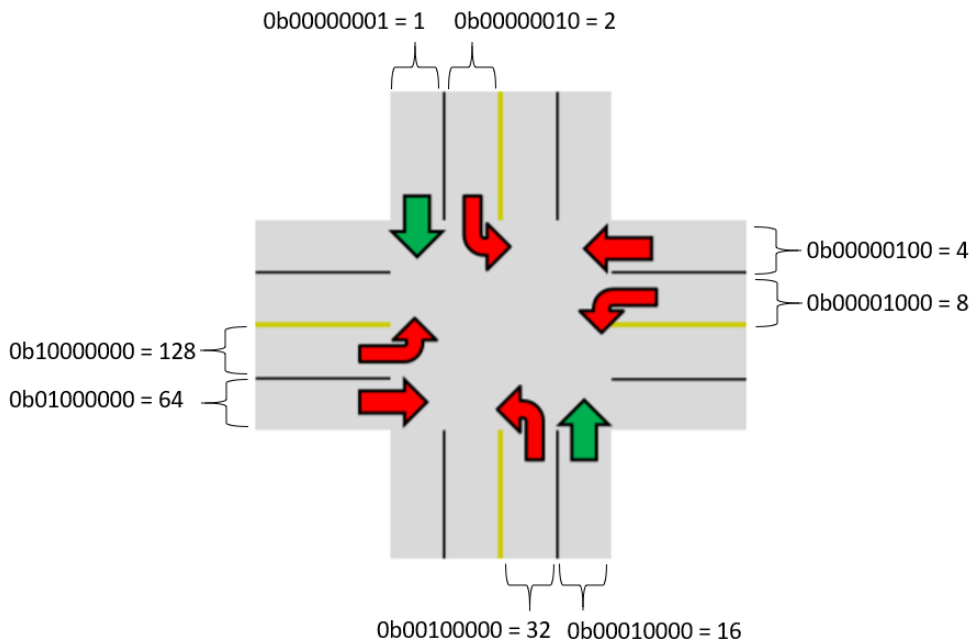 0b00000001 = 1
0b00000010 = 2
0b00000100 = 4
0b00001000 = 8
0b10000000 = 128
0b01000000 = 64
0b00100000 = 32
0b00010000 = 16